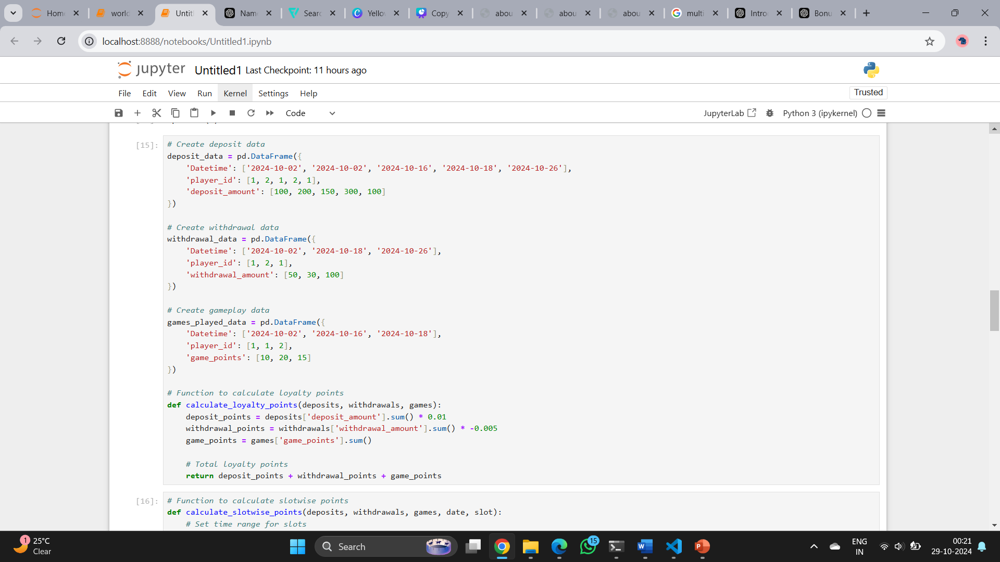 Hom
world
Untit
Name
Searc
Yello
Copy
abou
abou
abou
multi
Intro
Bonu
localhost:8888/notebooks/Untitled1.ipynb
jupyter Untitled1 Last Checkpoint: 11 hours ago
File Edit View Run Kernel Settings Help
Trusted
Code
JupyterLab
Python 3 (ipykernel)
[15]:
# Create deposit data
deposit_data = pd.DataFrame({
    'Datetime': ['2024-10-02', '2024-10-02', '2024-10-16', '2024-10-18', '2024-10-26'],
    'player_id': [1, 2, 1, 2, 1],
    'deposit_amount': [100, 200, 150, 300, 100]
})
# Create withdrawal data
withdrawal_data = pd.DataFrame({
    'Datetime': ['2024-10-02', '2024-10-18', '2024-10-26'],
    'player_id': [1, 2, 1],
    'withdrawal_amount': [50, 30, 100]
})
# Create gameplay data
games_played_data = pd.DataFrame({
    'Datetime': ['2024-10-02', '2024-10-16', '2024-10-18'],
    'player_id': [1, 1, 2],
    'game_points': [10, 20, 15]
})
# Function to calculate loyalty points
def calculate_loyalty_points(deposits, withdrawals, games):
    deposit_points = deposits['deposit_amount'].sum() * 0.01
    withdrawal_points = withdrawals['withdrawal_amount'].sum() * -0.005
    game_points = games['game_points'].sum()
    # Total loyalty points
    return deposit_points + withdrawal_points + game_points
[16]:
# Function to calculate slotwise points
def calculate_slotwise_points(deposits, withdrawals, games, date, slot):
    # Set time range for slots
1
25°C
Clear
Search
15
ENG
IN
00:21
29-10-2024